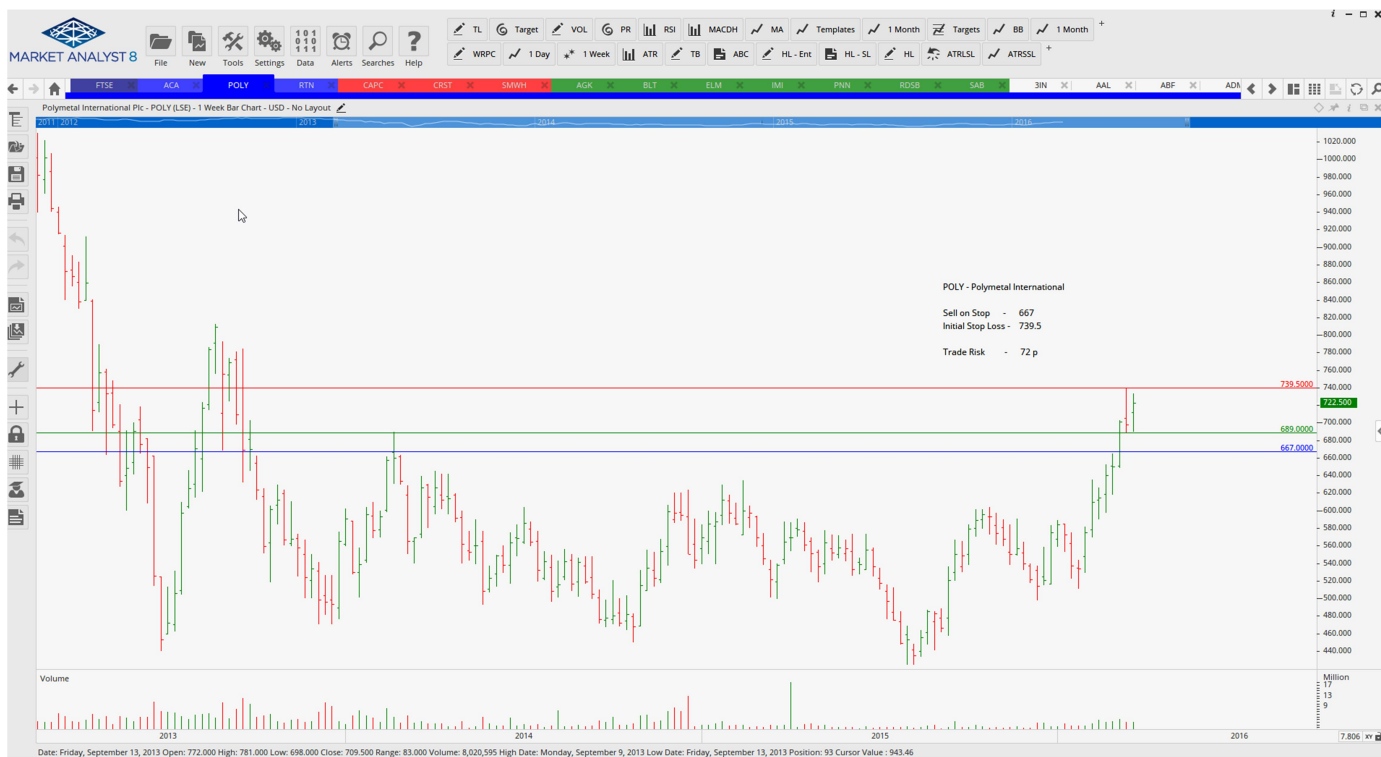 MARKET ANALYST 8
File New Tools Settings Data Alerts Searches Help
TL Target VOL PR RSI MACDH MA Templates 1 Month Targets BB 1 Month +
WRPC 1 Day 1 Week ATR TB ABC HL - Ent HL - SL HL ATRLSL ATRSSL +
FTSE ACA POLY RTN CAPC CRST SMWH AGK BLT ELM IMI PNN RDSB SAB 3IN AAL ABF
Polymetal International Plc - POLY (LSE) - 1 Week Bar Chart - USD - No Layout
2011 2012 2013 2014 2015 2016
1020.000
1000.000
980.000
960.000
940.000
920.000
900.000
880.000
860.000
840.000
820.000
800.000
780.000
760.000
740.000
722.500
700.000
680.000
660.000
640.000
620.000
600.000
580.000
560.000
540.000
520.000
500.000
480.000
460.000
440.000
POLY - Polymetal International
Sell on Stop - 667
Initial Stop Loss - 739.5
Trade Risk - 72 p
739.5000
689.0000
667.0000
Volume
Million
17
13
9
2013 2014 2015 2016
7.806 XY
Date: Friday, September 13, 2013 Open: 772.000 High: 781.000 Low: 698.000 Close: 709.500 Range: 83.000 Volume: 8,020,595 High Date: Monday, September 9, 2013 Low Date: Friday, September 13, 2013 Position: 93 Cursor Value : 943.46